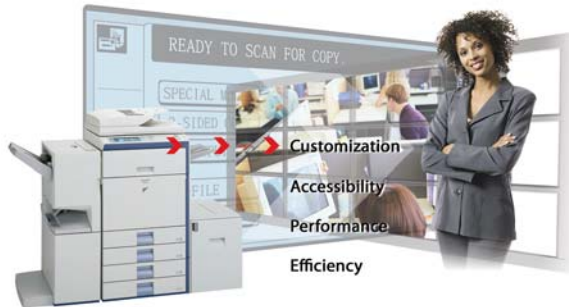 READY TO SCAN FOR COPY.
SPECIAL
2-SIDED
FILE
Customization
Accessibility
Performance
Efficiency